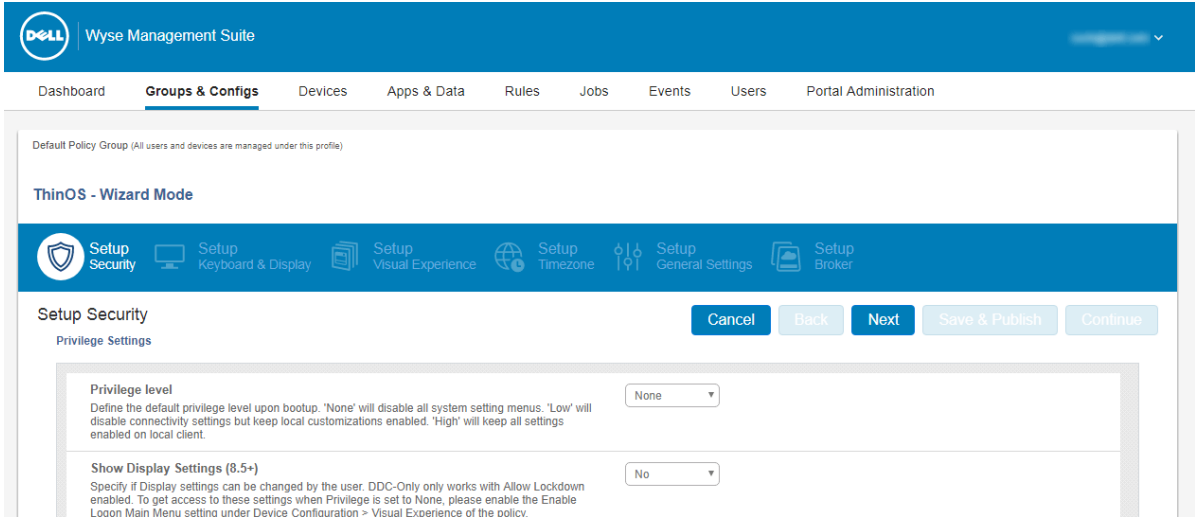 DELL
Wyse Management Suite
Dashboard Groups & Configs Devices Apps & Data Rules Jobs Events Users Portal Administration
Default Policy Group (All users and devices are managed under this profile)
ThinOS - Wizard Mode
Setup Setup Setup Setup Setup Setup
Security Keyboard & Display Visual Experience Timezone General Settings Broker
Setup Security
Cancel Back Next Save & Publish Continue
Privilege Settings
Privilege level
None
Define the default privilege level upon bootup. 'None' will disable all system setting menus. 'Low' will
disable connectivity settings but keep local customizations enabled. 'High' will keep all settings
enabled on local client.
Show Display Settings (8.5+)
No
Specify if Display settings can be changed by the user. DDC-Only only works with Allow Lockdown
enabled. To get access to these settings when Privilege is set to None, please enable the Enable
Logon Main Menu setting under Device Configuration > Visual Experience of the policy.